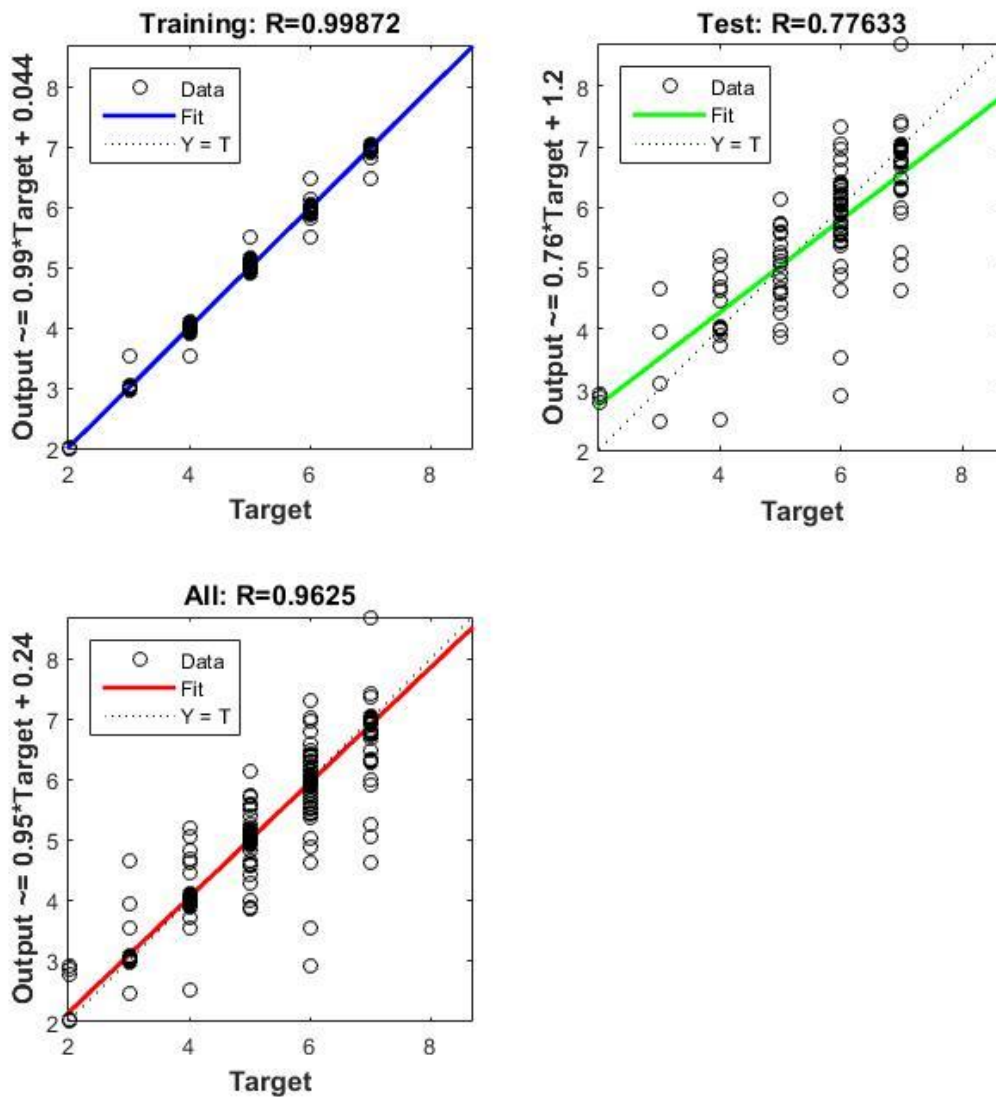 Training: R=0.99872
Output ~= 0.99*Target + 0.044
8
7
6
5
4
3
2
Data
Fit
Y = T
2 4 6 8
Target
Test: R=0.77633
Output ~= 0.76*Target + 1.2
8
7
6
5
4
3
2
Data
Fit
Y = T
2 4 6 8
Target
All: R=0.9625
Output ~= 0.95*Target + 0.24
8
7
6
5
4
3
2
Data
Fit
Y = T
2 4 6 8
Target